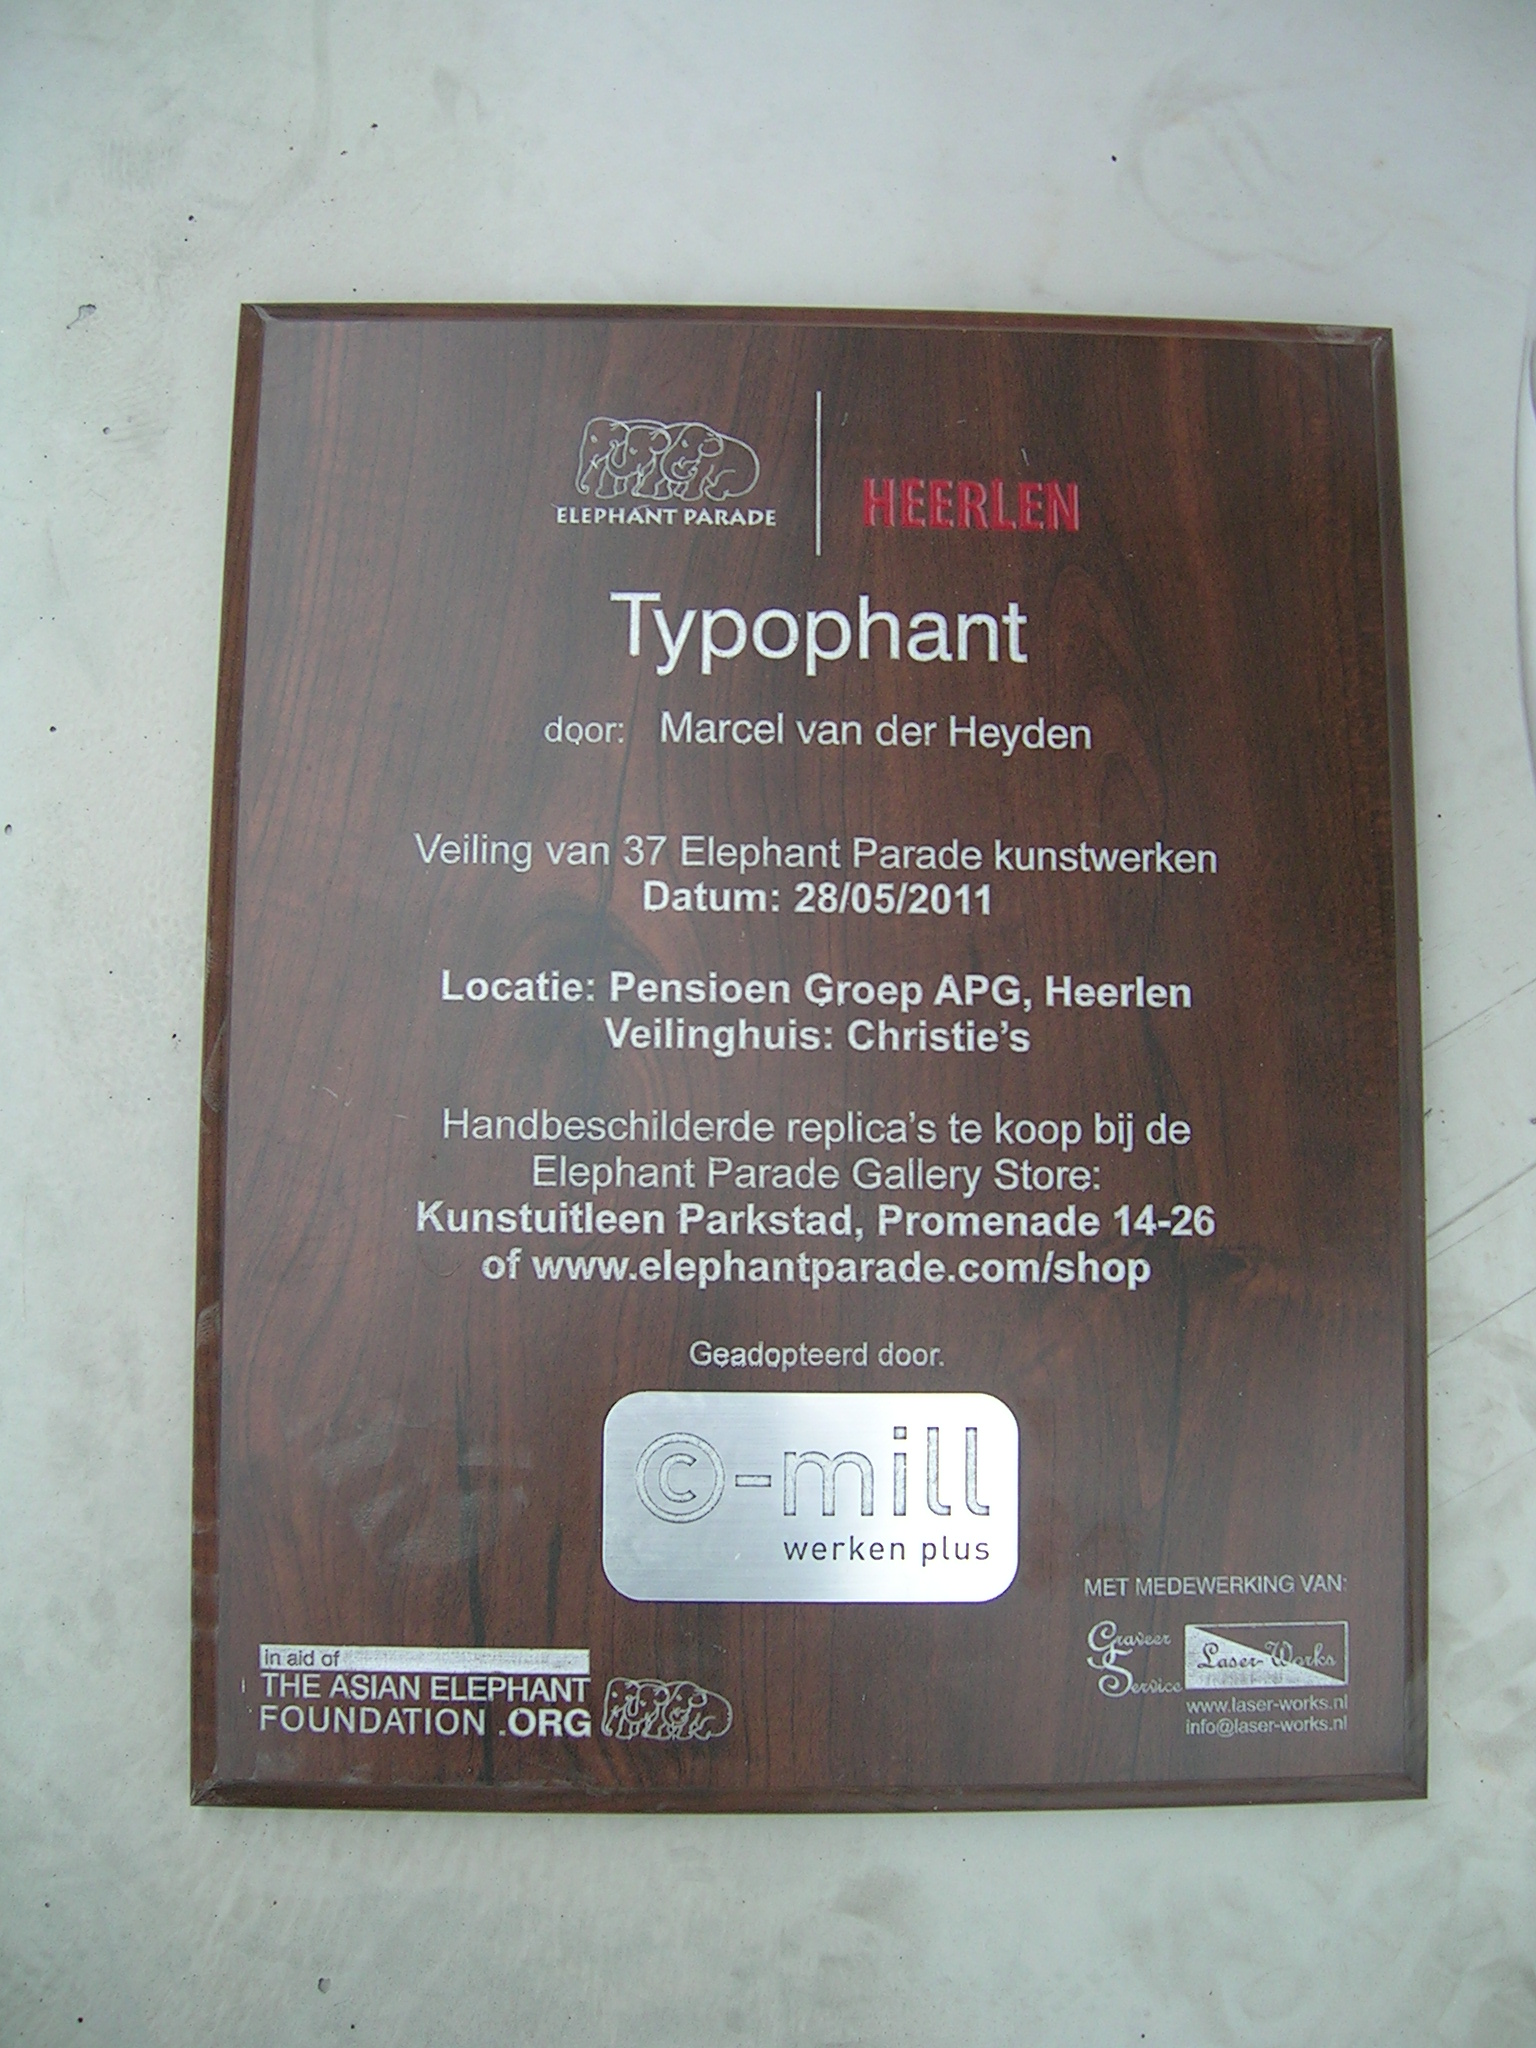 ELEPHANT PARADE
HEERLEN
Typophant
door: Marcel van der Heyden
Veiling van 37 Elephant Parade kunstwerken
Datum: 28/05/2011
Locatie: Pensioen Groep APG, Heerlen
Veilinghuis: Christie's
Handbeschilderde replica's te koop bij de
Elephant Parade Gallery Store:
Kunstuitleen Parkstad, Promenade 14-26
of www.elephantparade.com/shop
Geadopteerd door.
©-mill
werken plus
in aid of
THE ASIAN ELEPHANT
FOUNDATION .ORG
MET MEDEWERKING VAN:
Graveer
Service
Laser-Works
www.laser-works.nl
info@laser-works.nl